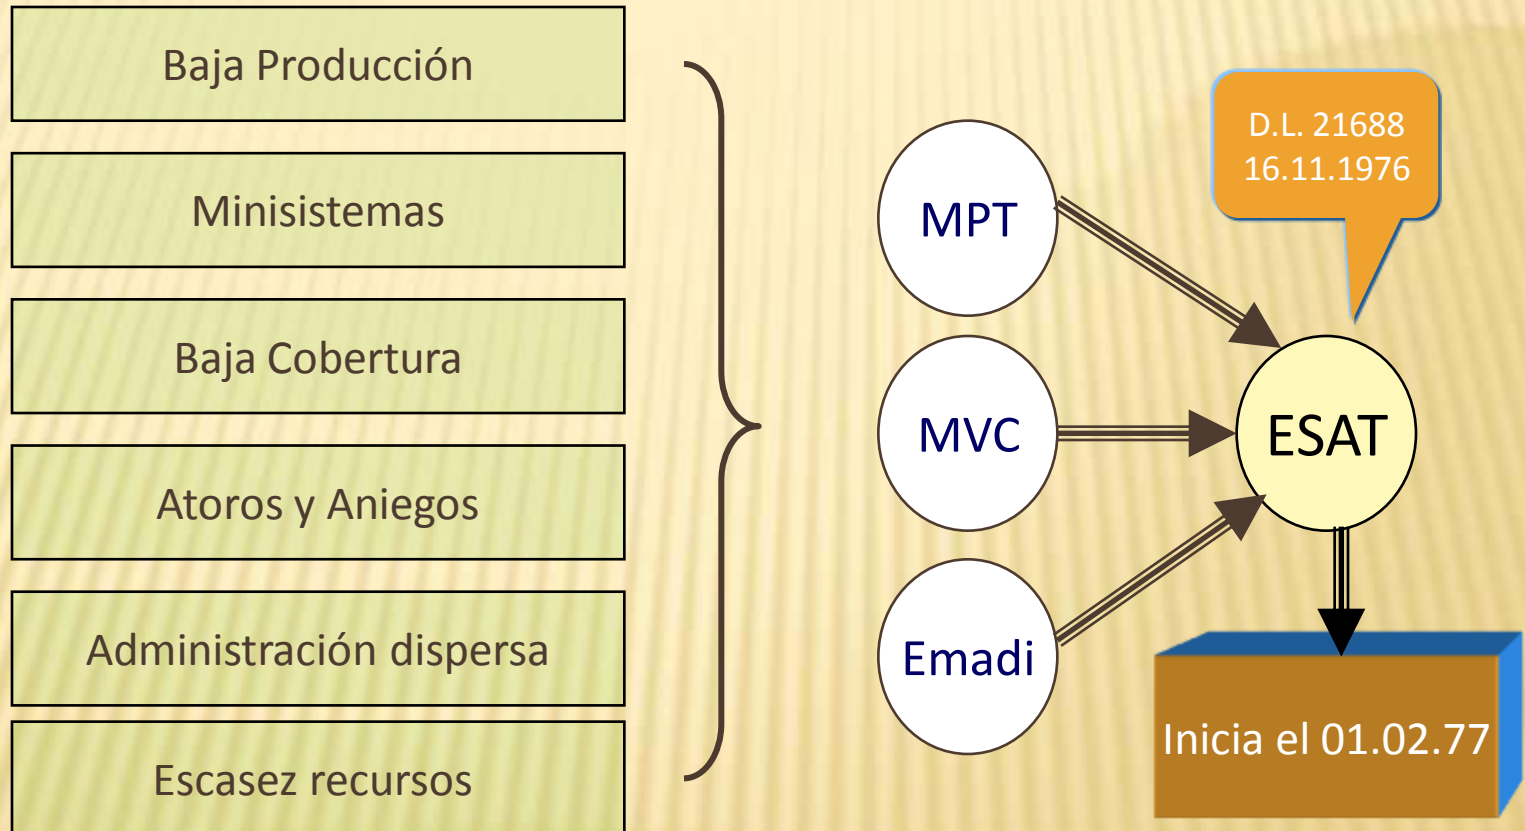 Baja Producción
Minisistemas
Baja Cobertura
Atoros y Aniegos
Administración dispersa
Escasez recursos
MPT
MVC
Emadi
D.L. 21688
16.11.1976
ESAT
Inicia el 01.02.77